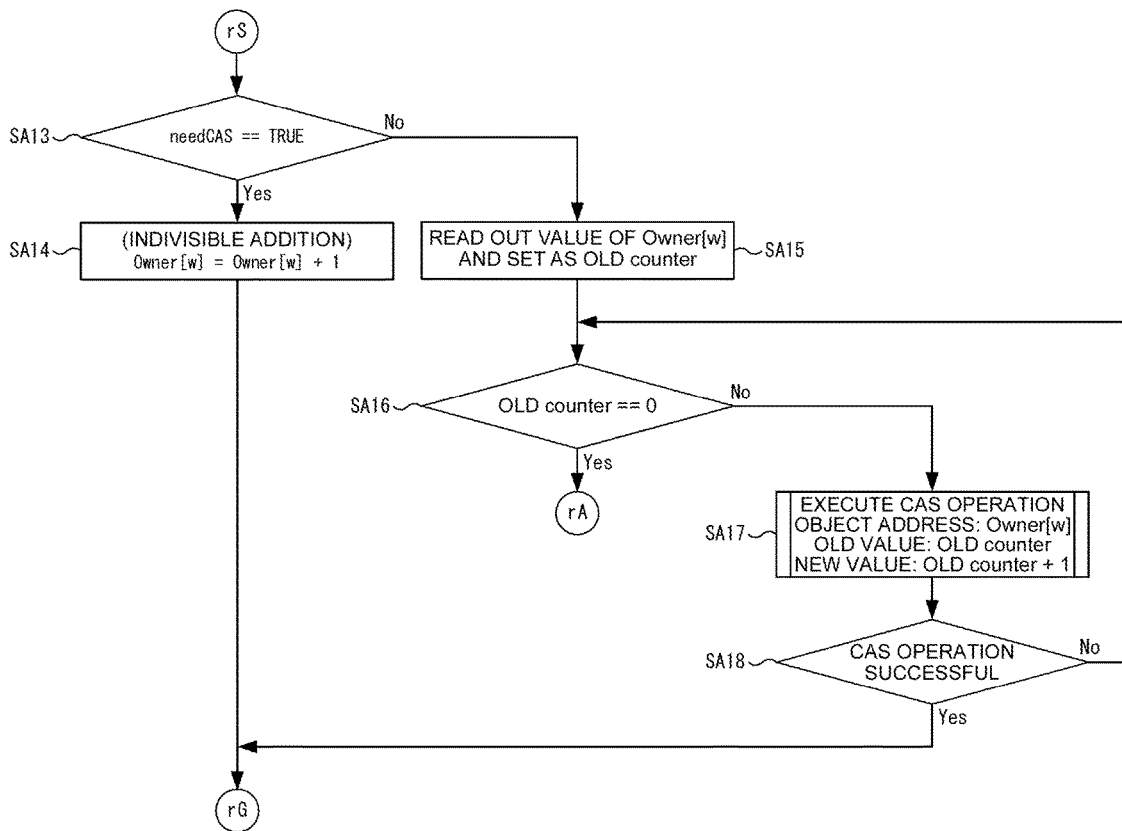 rS
SA13
needCAS == TRUE
No
Yes
SA14
(INDIVISIBLE ADDITION)
Owner[w] = Owner[w] + 1
READ OUT VALUE OF Owner[w]
AND SET AS OLD counter
SA15
SA16
OLD counter == 0
No
Yes
rA
SA17
EXECUTE CAS OPERATION
OBJECT ADDRESS: Owner[w]
OLD VALUE: OLD counter
NEW VALUE: OLD counter + 1
SA18
CAS OPERATION
SUCCESSFUL
No
Yes
rG